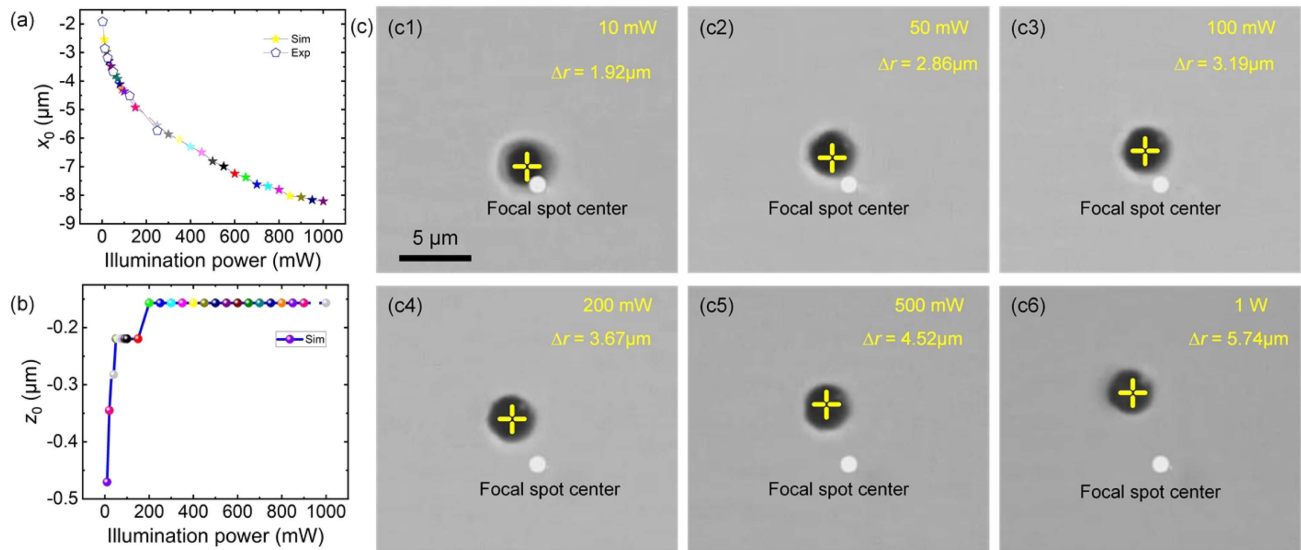 (a)
-2
-3
-4
-5
-6
-7
-8
-9
x₀ (μm)
Sim
Exp
0 200 400 600 800 1000
Illumination power (mW)
(b)
-0.2
-0.3
-0.4
-0.5
z₀ (μm)
Sim
0 200 400 600 800 1000
Illumination power (mW)
(c)
(c1) 10 mW
Δr = 1.92μm
Focal spot center
5 μm
(c2) 50 mW
Δr = 2.86μm
Focal spot center
(c3) 100 mW
Δr = 3.19μm
Focal spot center
(c4) 200 mW
Δr = 3.67μm
Focal spot center
(c5) 500 mW
Δr = 4.52μm
Focal spot center
(c6) 1 W
Δr = 5.74μm
Focal spot center